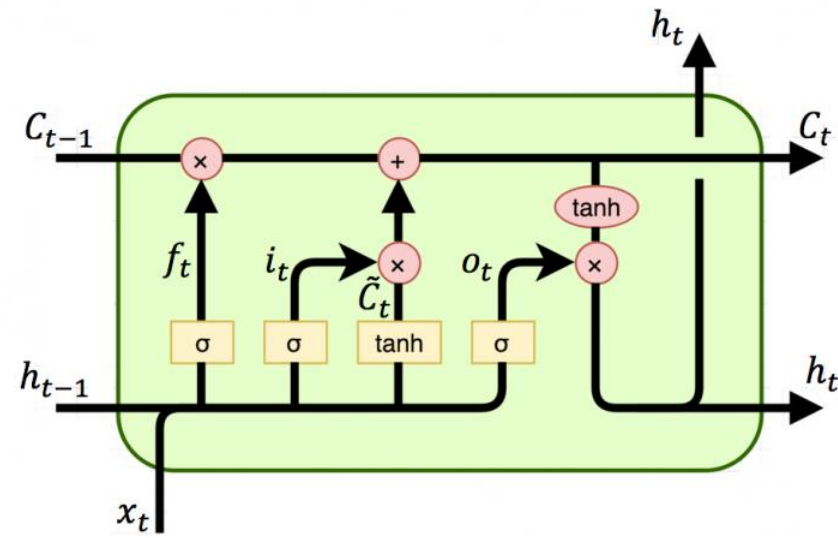 h_t
C_{t-1}
C_t
×
+
tanh
f_t
i_t
×
o_t
×
C̃_t
σ
σ
tanh
σ
h_{t-1}
h_t
x_t